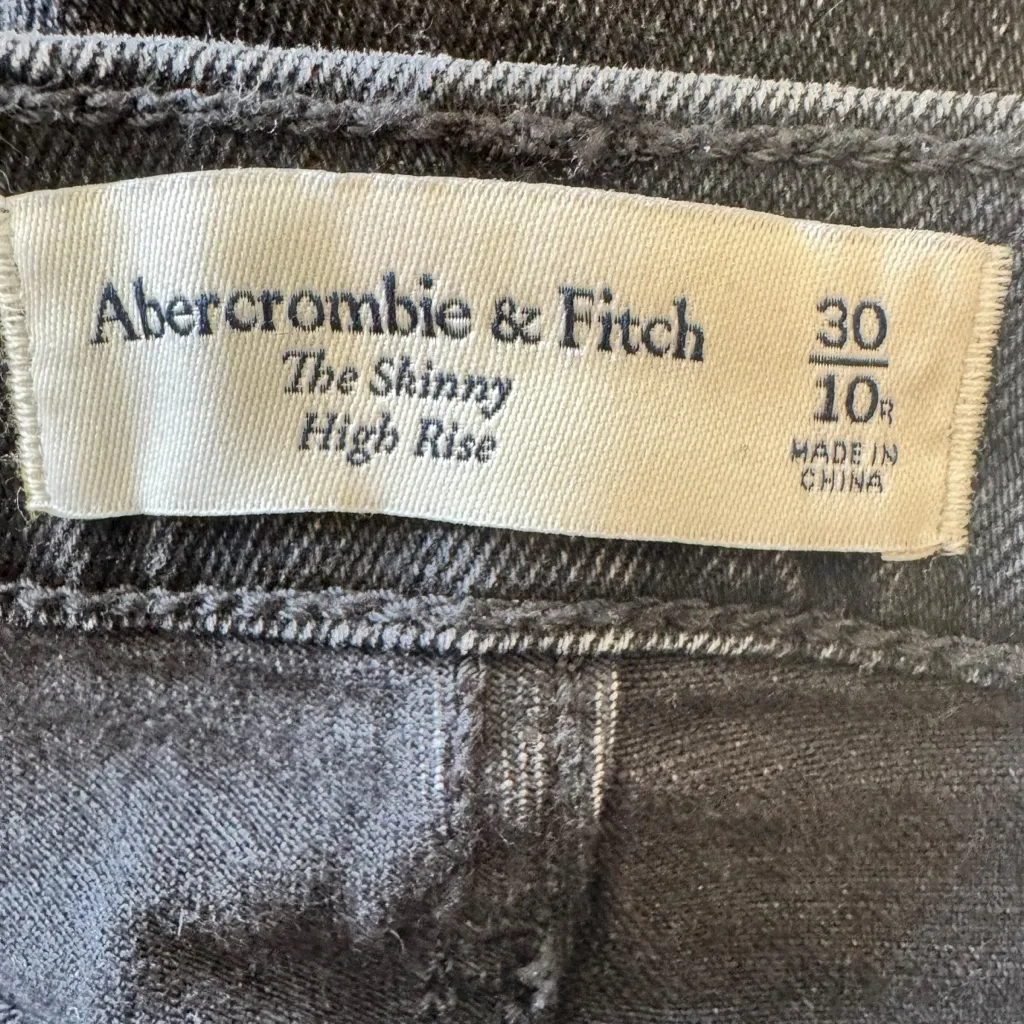 Abercrombie & Fitch
The Skinny
High Rise
30
10R
MADE IN
CHINA